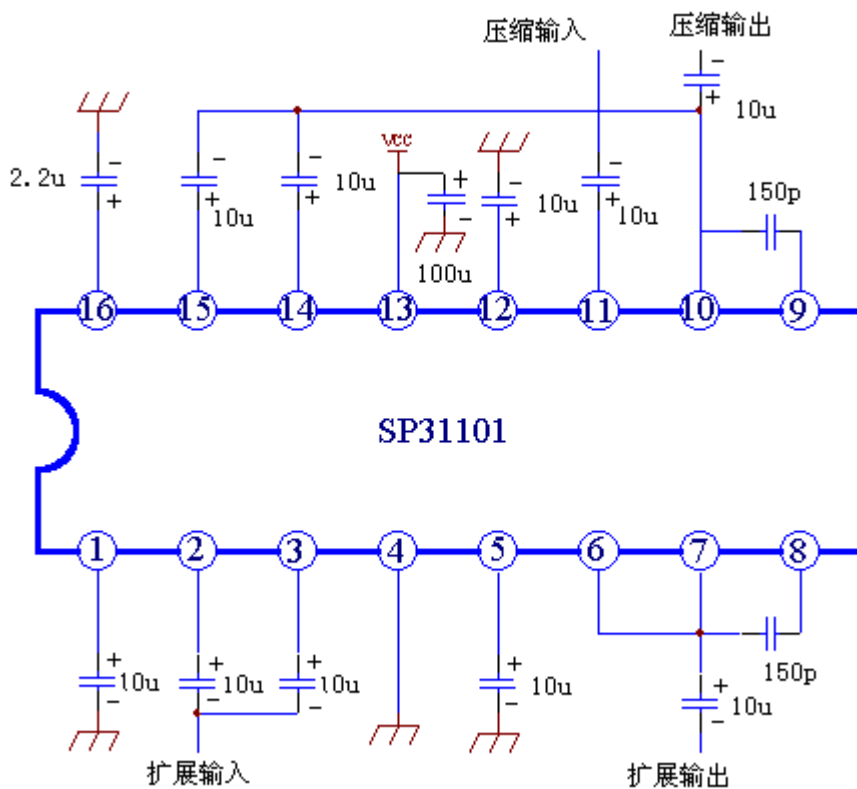 压缩输入 压缩输出
- + 10u
- + 2.2u
- + 10u
- + 10u
vcc
+ - 100u
- + 10u
- + 10u
150p
16 15 14 13 12 11 10 9
SP31101
1 2 3 4 5 6 7 8
+ 10u -
+ 10u -
+ 10u -
+ 10u -
150p
+ 10u -
扩展输入 扩展输出